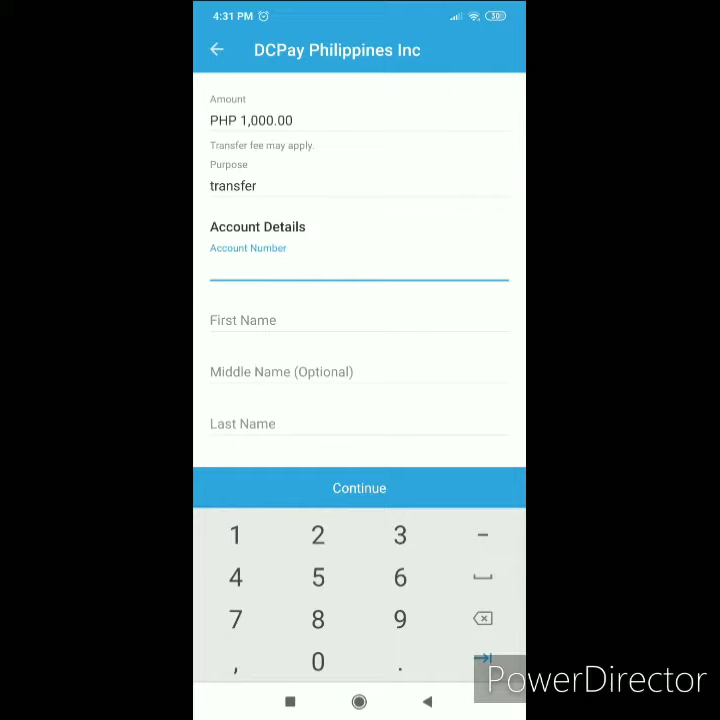 4:31 PM
30
DCPay Philippines Inc
Amount
PHP 1,000.00
Transfer fee may apply.
Purpose
transfer
Account Details
Account Number
First Name
Middle Name (Optional)
Last Name
Continue
1 2 3 -
4 5 6
7 8 9
, 0 .
PowerDirector